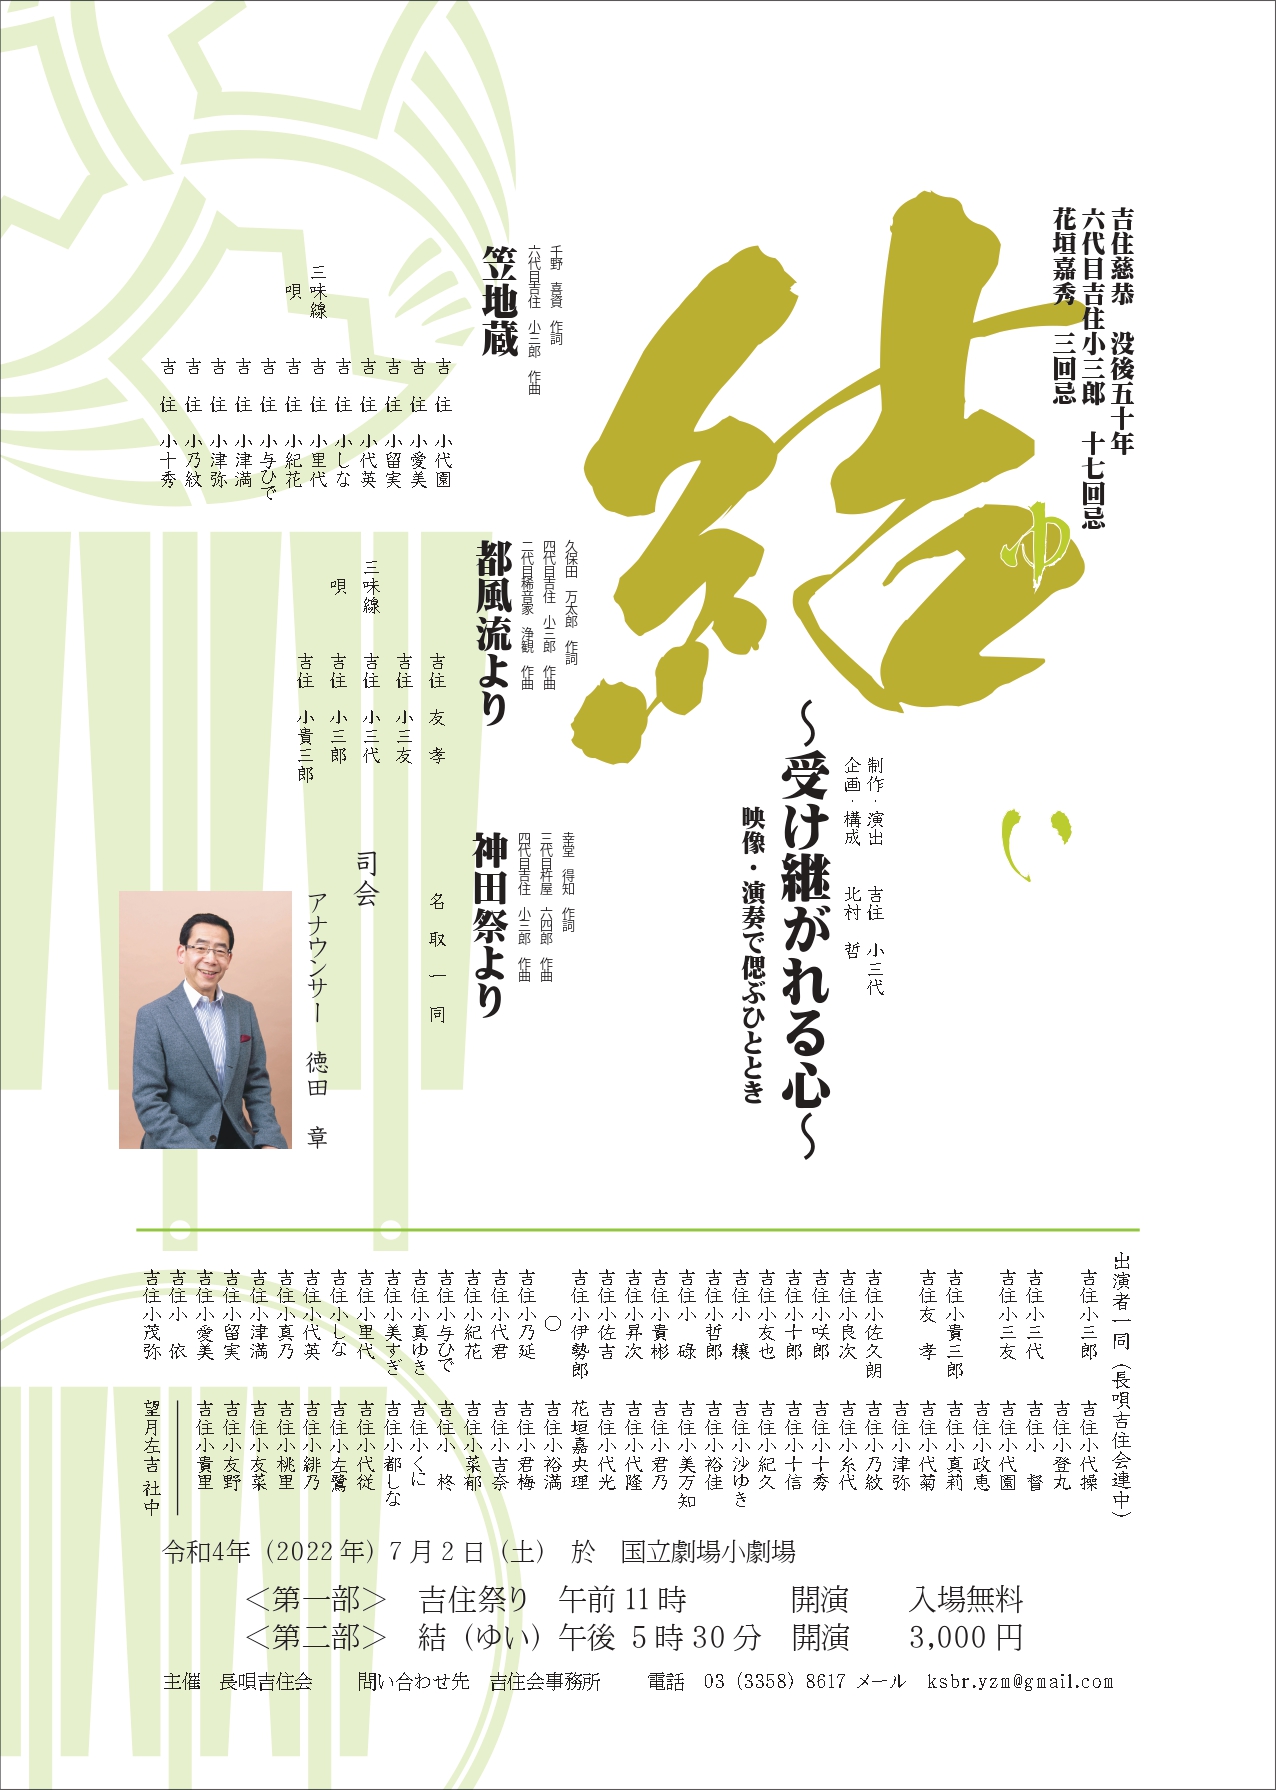 吉住慈恭　没後五十年
六代目吉住小三郎　十七回忌
花垣嘉秀　三回忌
結
ゆ
い
制作・演出　吉住　小三代
企画・構成　北村　哲
～受け継がれる心～
映像・演奏で偲ぶひととき
千野　喜資　作詞
六代目吉住　小三郎　作曲
笠地蔵
吉住　小代園
吉住　小愛美
吉住　小留実
吉住　小代英
吉住　小しな
三味線　吉住　小里代
唄　吉住　小紀花
吉住　小与ひで
吉住　小津満
吉住　小津弥
吉住　小乃紋
吉住　小十秀
久保田　万太郎　作詞
四代目吉住　小三郎　作曲
二代目稀音家　浄観　作曲
都風流より
吉住　友　孝
吉住　小三友
三味線　吉住　小三代
唄　吉住　小三郎
吉住　小貴三郎
幸堂　得知　作詞
三代目杵屋　六四郎　作曲
四代目吉住　小三郎　作曲
神田祭より
名取一同
司会
アナウンサー　徳田　章
出演者一同（長唄吉住会連中）
吉住小三郎
吉住小三代
吉住小三友
吉住小貴三郎
吉住友　孝
吉住小佐久朗
吉住小良次
吉住小咲郎
吉住小十郎
吉住小友也
吉住小　穣
吉住小哲郎
吉住小　碌
吉住小貴彬
吉住小昇次
吉住小佐吉
吉住小伊勢郎
○
吉住小乃延
吉住小代君
吉住小紀花
吉住小与ひで
吉住小真ゆき
吉住小美すぎ
吉住小里代
吉住小しな
吉住小代英
吉住小真乃
吉住小津満
吉住小留実
吉住小愛美
吉住小　依
吉住小茂弥
吉住小代操
吉住小登丸
吉住小　督
吉住小代園
吉住小政恵
吉住小真莉
吉住小代菊
吉住小津弥
吉住小乃紋
吉住小糸代
吉住小十秀
吉住小十信
吉住小紀久
吉住小沙ゆき
吉住小裕佳
吉住小美万知
吉住小君乃
吉住小代隆
吉住小代光
花垣嘉央理
吉住小裕満
吉住小君梅
吉住小吉奈
吉住小菜郁
吉住小　柊
吉住小くに
吉住小都しな
吉住小代従
吉住小左鷺
吉住小緋乃
吉住小桃里
吉住小友菜
吉住小友野
吉住小貴里
望月左吉 社中
令和4年（2022年）7月2日（土）　於　国立劇場小劇場
＜第一部＞　吉住祭り　午前11時　開演　入場無料
＜第二部＞　結（ゆい）午後 5時30分　開演　3,000円
主催　長唄吉住会　問い合わせ先　吉住会事務所　電話　03（3358）8617 メール　ksbr.yzm@gmail.com